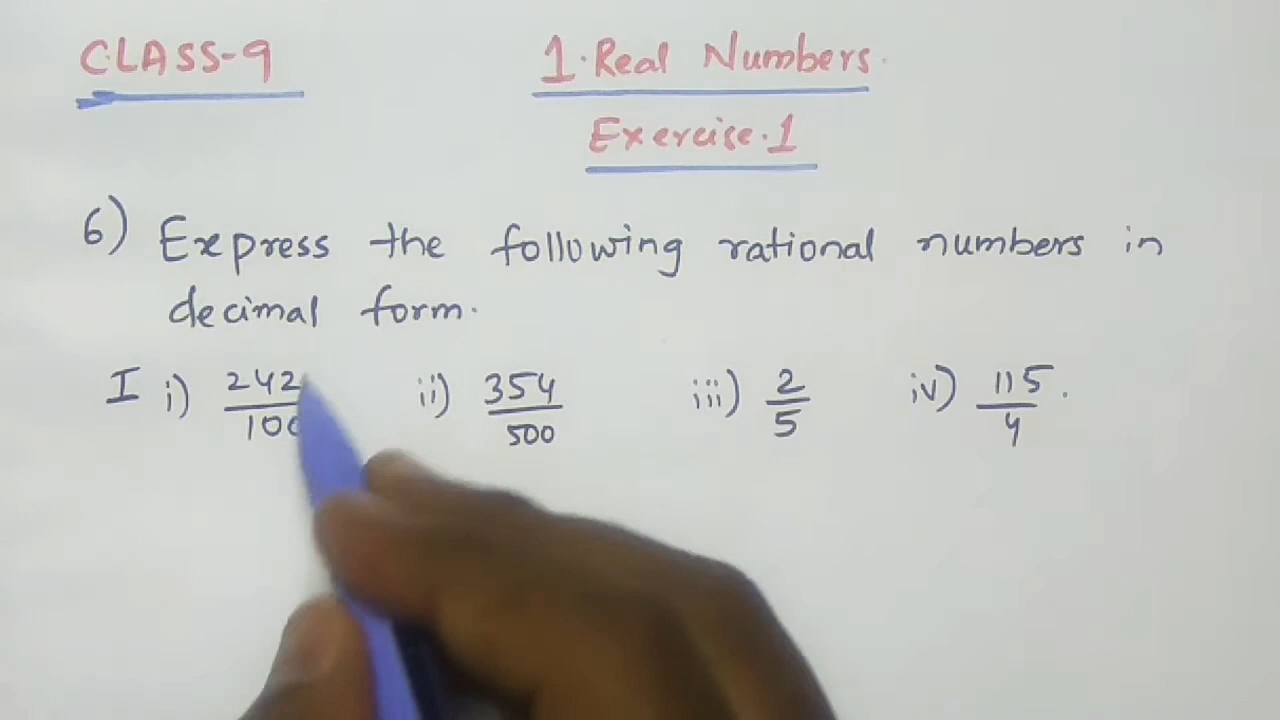 CLASS-9
1. Real Numbers.
Exercise.1
6) Express the following rational numbers in
decimal form.
I i) 242/100 ii) 354/500 iii) 2/5 iv) 115/4.